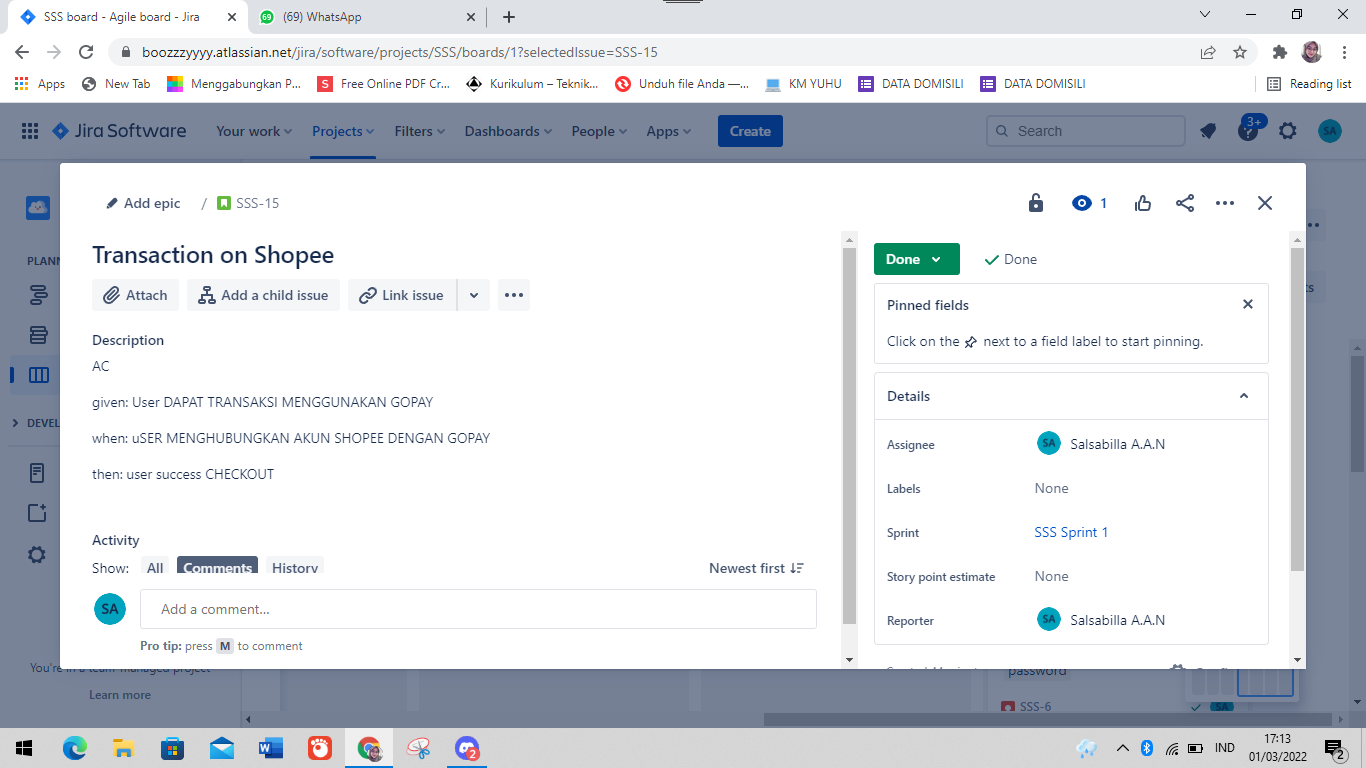 SSS board - Agile board - Jira
(69) WhatsApp
boozzzyyyy.atlassian.net/jira/software/projects/SSS/boards/1?selectedIssue=SSS-15
Apps
New Tab
Menggabungkan P...
Free Online PDF Cr...
Kurikulum – Teknik...
Unduh file Anda —...
KM YUHU
DATA DOMISILI
DATA DOMISILI
Reading list
Jira Software
Your work
Projects
Filters
Dashboards
People
Apps
Create
Search
3+
SA
Add epic
/
SSS-15
1
Transaction on Shopee
Attach
Add a child issue
Link issue
Description
AC
given: User DAPAT TRANSAKSI MENGGUNAKAN GOPAY
when: uSER MENGHUBUNGKAN AKUN SHOPEE DENGAN GOPAY
then: user success CHECKOUT
Activity
Show:
All
Comments
History
Newest first
SA
Add a comment...
Pro tip: press M to comment
Done
Done
Pinned fields
Click on the next to a field label to start pinning.
Details
Assignee
SA
Salsabilla A.A.N
Labels
None
Sprint
SSS Sprint 1
Story point estimate
None
Reporter
SA
Salsabilla A.A.N
PLANN
DEVEL
You're in a team-managed project
Learn more
password
SSS-6
SA
IND
17:13
01/03/2022
2
2